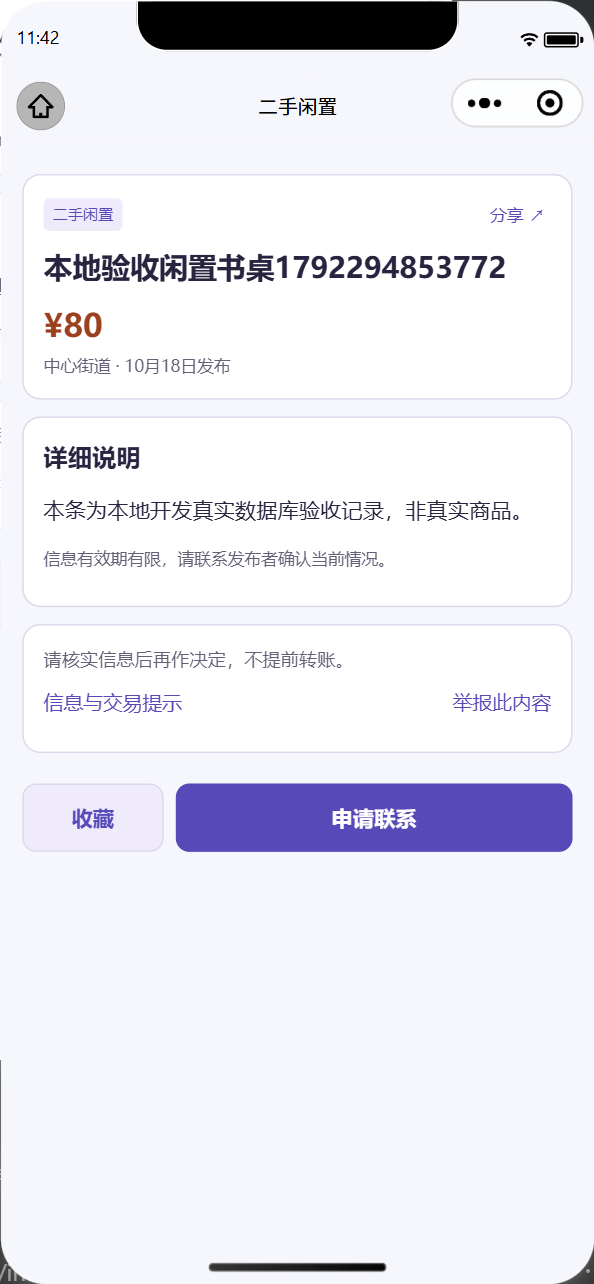 11:42
二手闲置
二手闲置
分享 ↗
本地验收闲置书桌1792294853772
¥80
中心街道 · 10月18日发布
详细说明
本条为本地开发真实数据库验收记录，非真实商品。
信息有效期有限，请联系发布者确认当前情况。
请核实信息后再作决定，不提前转账。
信息与交易提示
举报此内容
收藏
申请联系